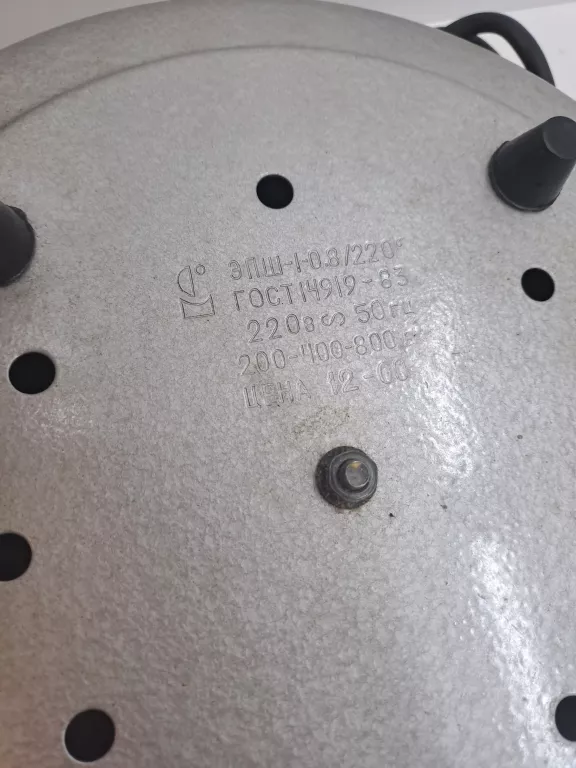 ЭПШ-1-0.8/220
ГОСТ14919-83
220В ∾ 50ГЦ
200-400-800
ЦЕНА 12-00